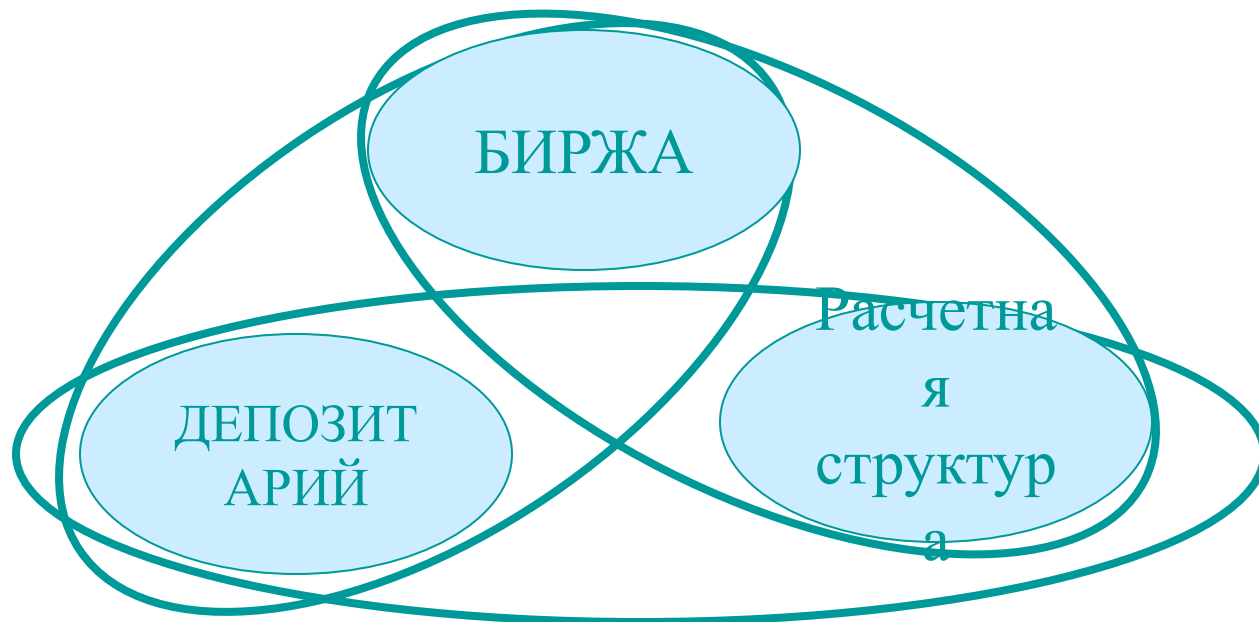 БИРЖА
ДЕПОЗИТ
АРИЙ
Расчетна
я
структур
а